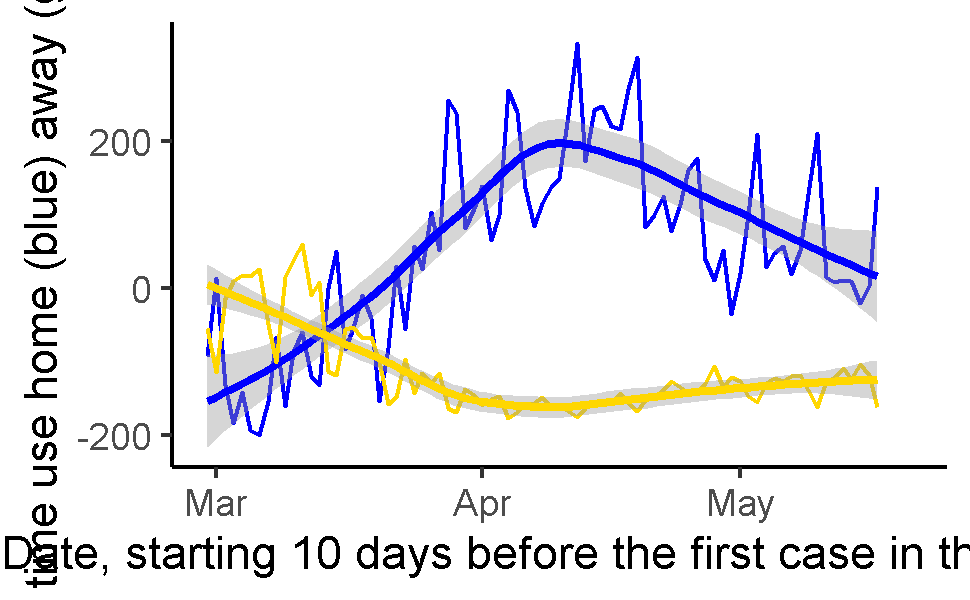 time use home (blue) away (
200
0
-200
Mar Apr May
Date, starting 10 days before the first case in th